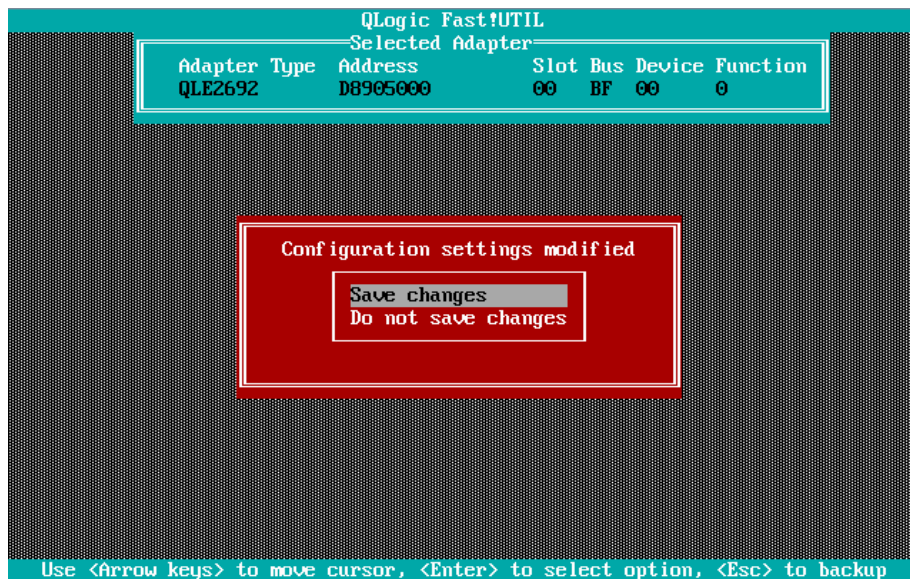 QLogic Fast!UTIL
Selected Adapter
Adapter Type Address Slot Bus Device Function
QLE2692 D8905000 00 BF 00 0
Configuration settings modified
Save changes
Do not save changes
Use <Arrow keys> to move cursor, <Enter> to select option, <Esc> to backup